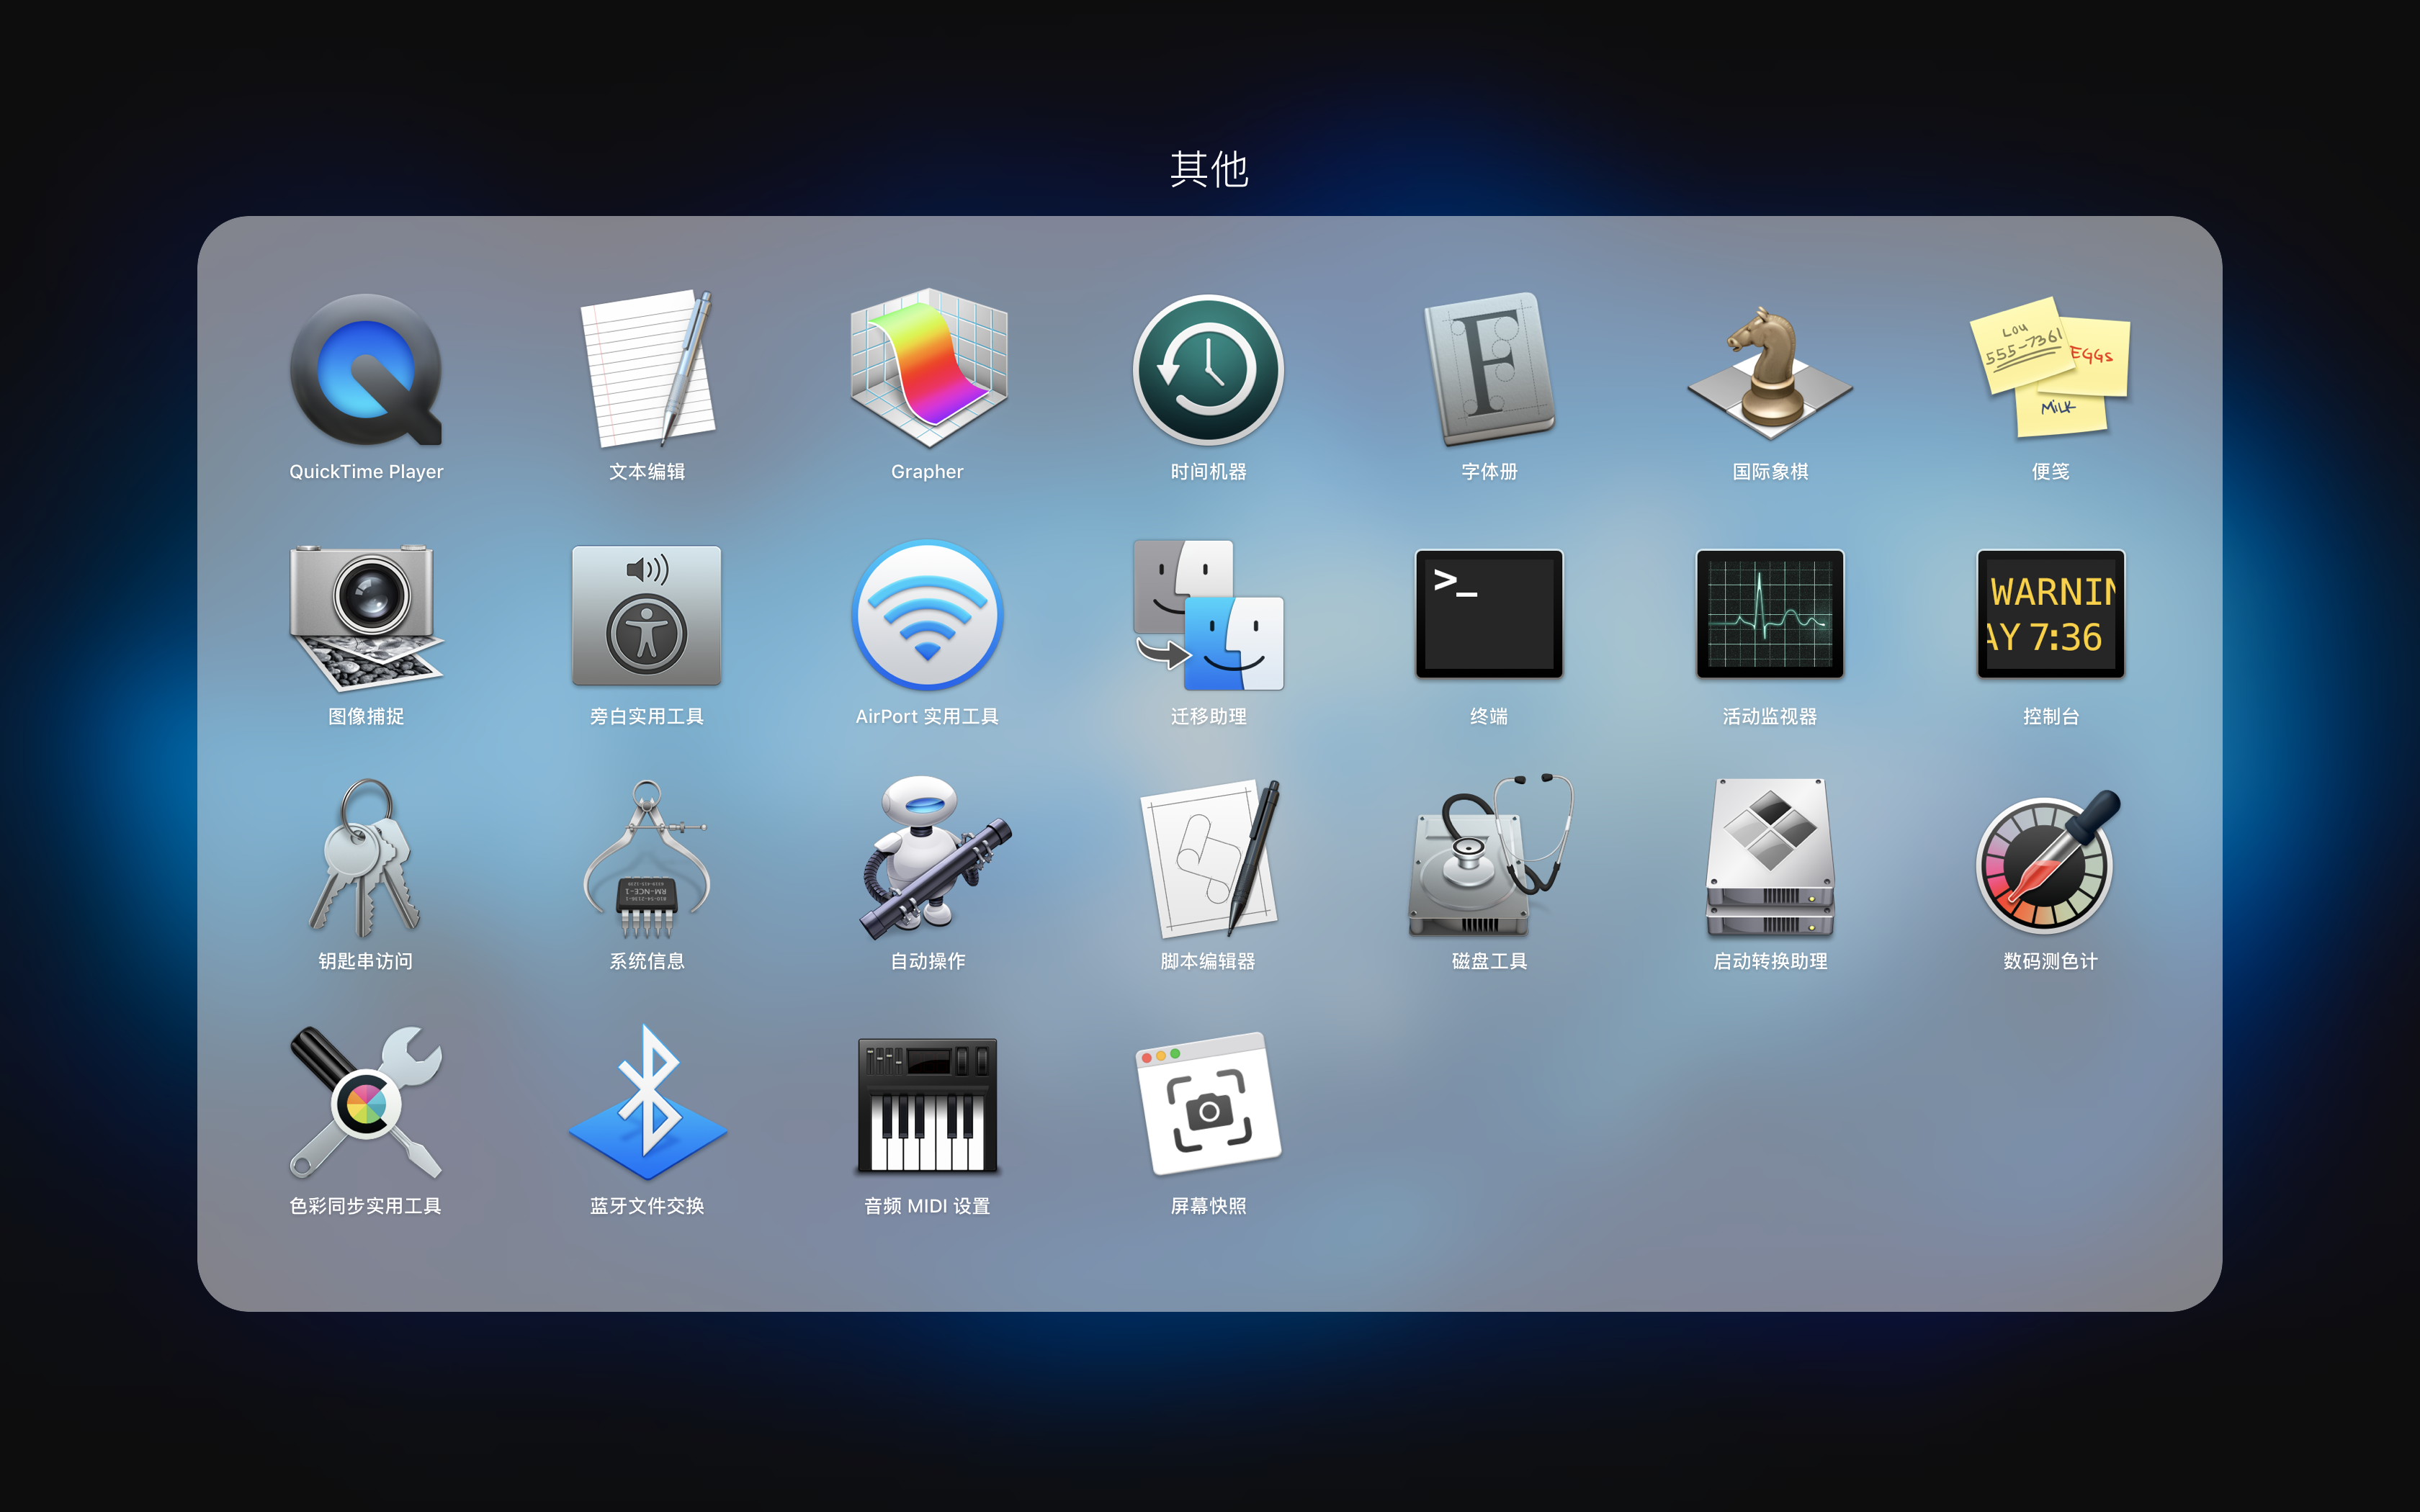 其他
QuickTime Player
文本编辑
Grapher
时间机器
字体册
国际象棋
便笺
Lou
555-7361
EGGs
MiLK
图像捕捉
旁白实用工具
AirPort 实用工具
迁移助理
终端
活动监视器
控制台
>_
WARNIN
AY 7:36
钥匙串访问
系统信息
自动操作
脚本编辑器
磁盘工具
启动转换助理
数码测色计
RM-NCE-1
色彩同步实用工具
蓝牙文件交换
音频 MIDI 设置
屏幕快照